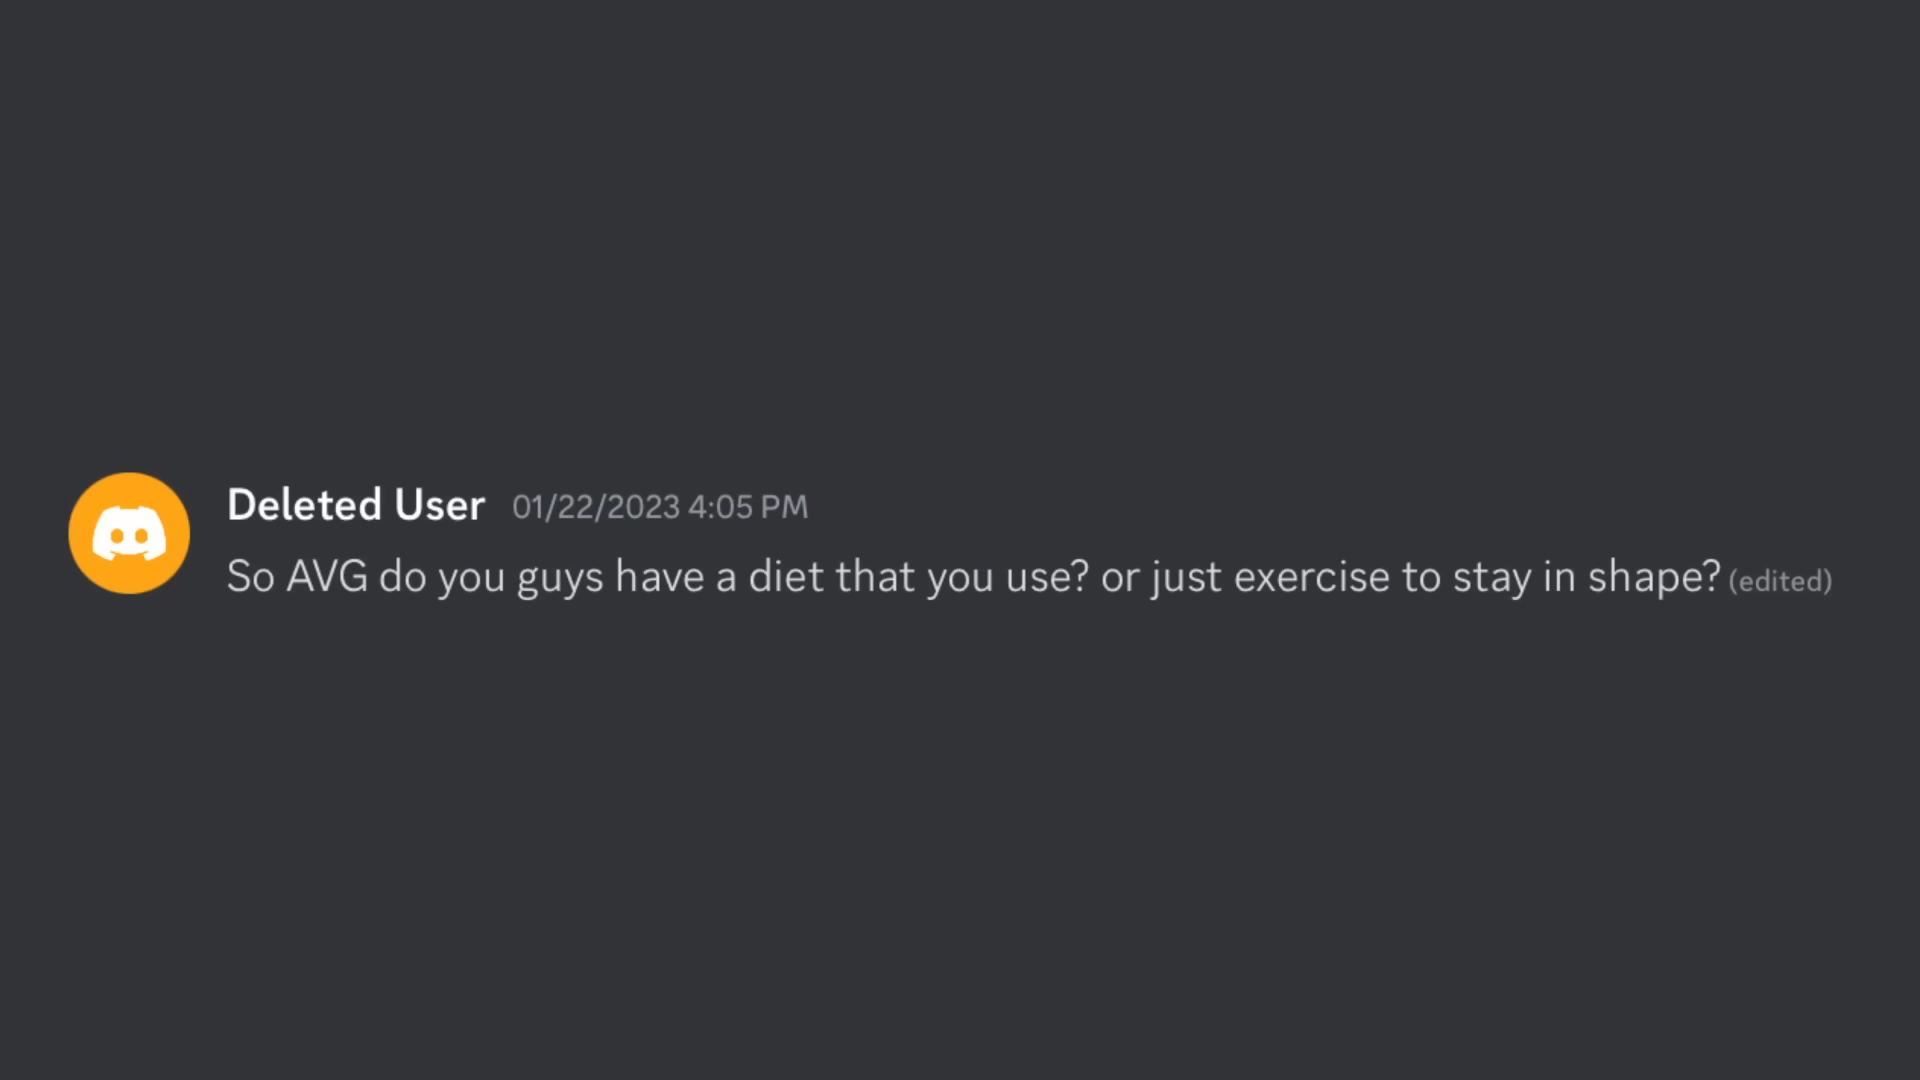 Deleted User 01/22/2023 4:05 PM
So AVG do you guys have a diet that you use? or just exercise to stay in shape? (edited)